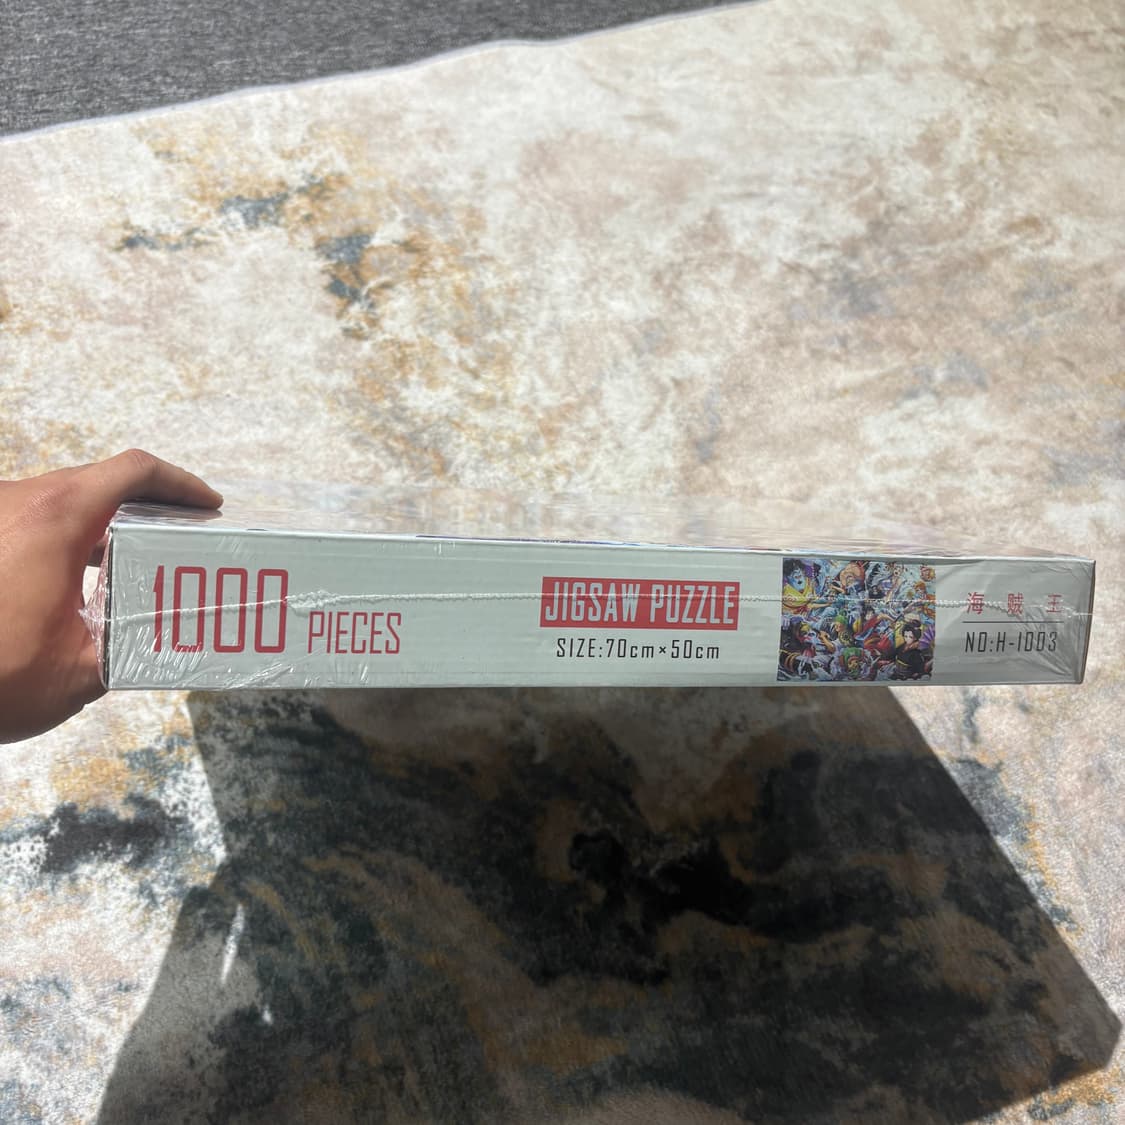 1000 PIECES
JIGSAW PUZZLE
SIZE:70cm×50cm
海 贼 王
NO:H-1003